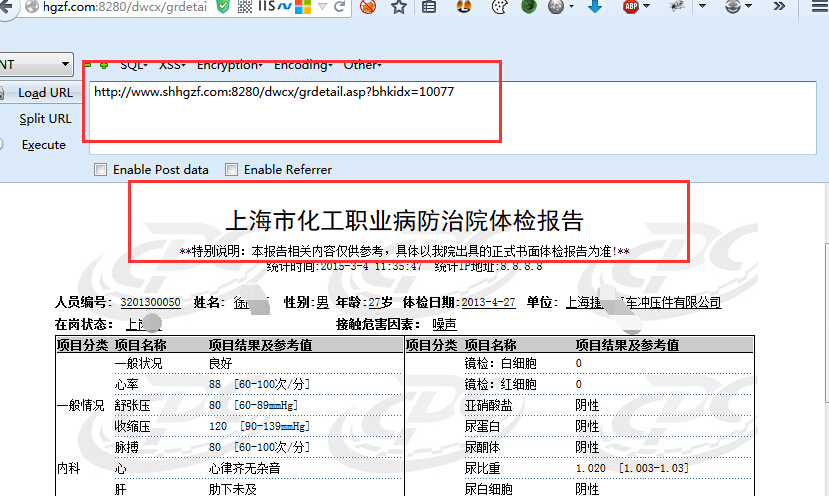 hgzf.com:8280/dwcx/grdetai
IIS
ABP
NT
SQL XSS Encryption Encoding Other
Load URL
http://www.shhgzf.com:8280/dwcx/grdetail.asp?bhkidx=10077
Split URL
Execute
Enable Post data Enable Referrer
上海市化工职业病防治院体检报告
**特别说明：本报告相关内容仅供参考，具体以我院出具的正式书面体检报告为准!**
统计时间:2015-3-4 11:35:47 统计IP地址:8.8.8.8
人员编号: 3201300050 姓名: 徐 性别:男 年龄:27岁 体检日期:2013-4-27 单位: 上海 车冲压件有限公司
在岗状态: 上 接触危害因素: 噪声
项目分类 项目名称 项目结果及参考值 项目分类 项目名称 项目结果及参考值
一般状况 良好 镜检: 白细胞 0
心率 88 [60-100次/分] 镜检: 红细胞 0
一般情况 舒张压 80 [60-89mmHg] 亚硝酸盐 阴性
收缩压 120 [90-139mmHg] 尿蛋白 阴性
脉搏 80 [60-100次/分] 尿酮体 阴性
内科 心 心律齐无杂音 尿比重 1.020 [1.003-1.03]
肝 肋下未及 尿白细胞 阴性